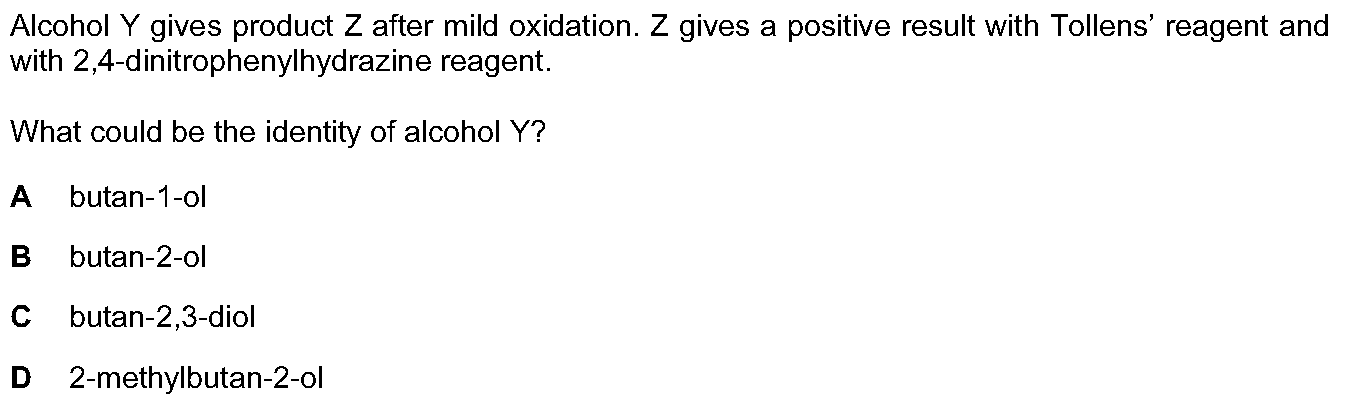 Alcohol Y gives product Z after mild oxidation. Z gives a positive result with Tollens' reagent and
with 2,4-dinitrophenylhydrazine reagent.
What could be the identity of alcohol Y?
A butan-1-ol
B butan-2-ol
C butan-2,3-diol
D 2-methylbutan-2-ol